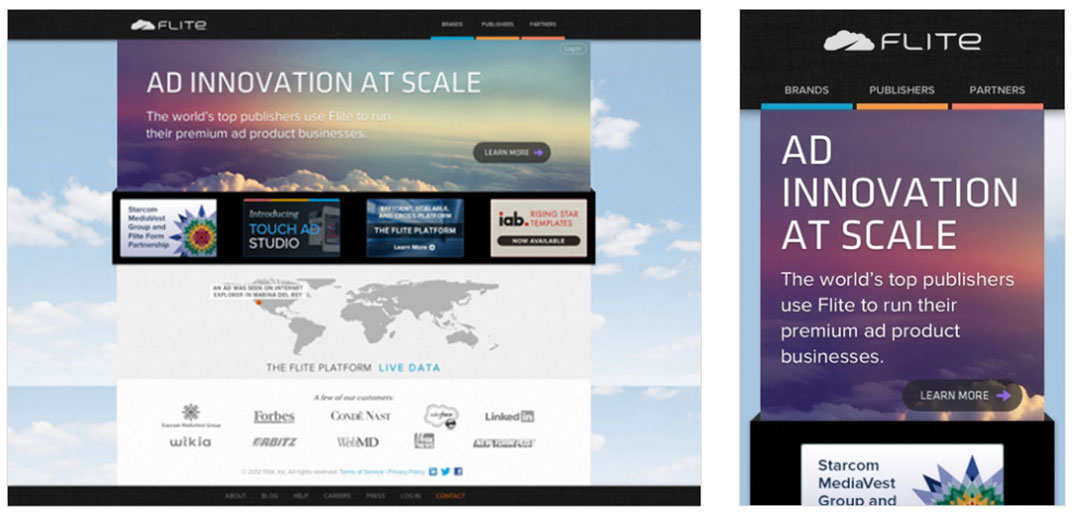 FLITE
BRANDS PUBLISHERS PARTNERS
Log in
AD INNOVATION AT SCALE
The world's top publishers use Flite to run
their premium ad product businesses.
LEARN MORE
Starcom
MediaVest
Group and
Flite Form
Partnership
Introducing
TOUCH AD
STUDIO
EFFICIENT, SCALABLE,
AND CROSS-PLATFORM
THE FLITE PLATFORM
Learn More
iab. RISING STAR
TEMPLATES
NOW AVAILABLE
AN AD WAS SEEN ON INTERNET
EXPLORER IN MARINA DEL REY
THE FLITE PLATFORM LIVE DATA
A few of our customers:
Starcom MediaVest Group
Forbes
CONDÉ NAST
salesforce
LinkedIn
wikia
ORBITZ
WebMD
FOX
NEWS
NEW YORK POST
© 2012 Flite, Inc. All rights reserved. Terms of Service | Privacy Policy
ABOUT BLOG HELP CAREERS PRESS LOG IN CONTACT
FLITE
BRANDS PUBLISHERS PARTNERS
AD
INNOVATION
AT SCALE
The world's top publishers
use Flite to run their
premium ad product
businesses.
LEARN MORE
Starcom
MediaVest
Group and